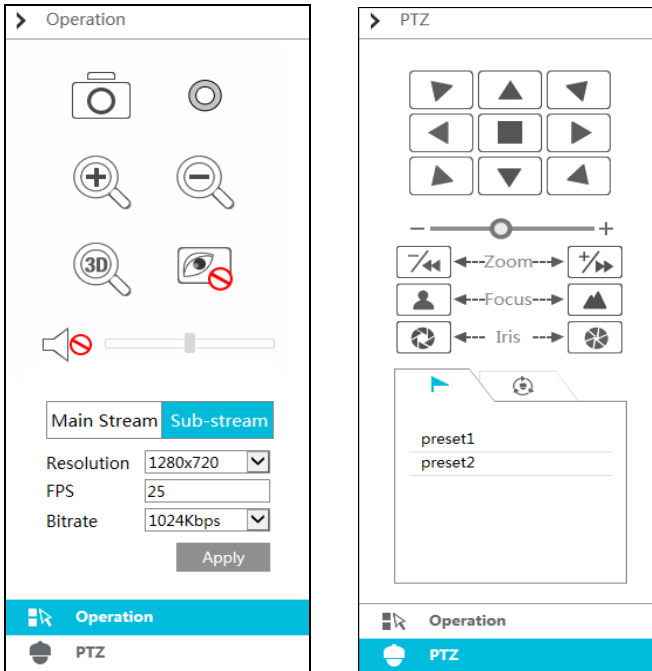 Operation
3D
Main Stream Sub-stream
Resolution 1280x720
FPS 25
Bitrate 1024Kbps
Apply
Operation
PTZ
PTZ
− +
−/◂◂ Zoom +/▸▸
Focus
Iris
preset1
preset2
Operation
PTZ